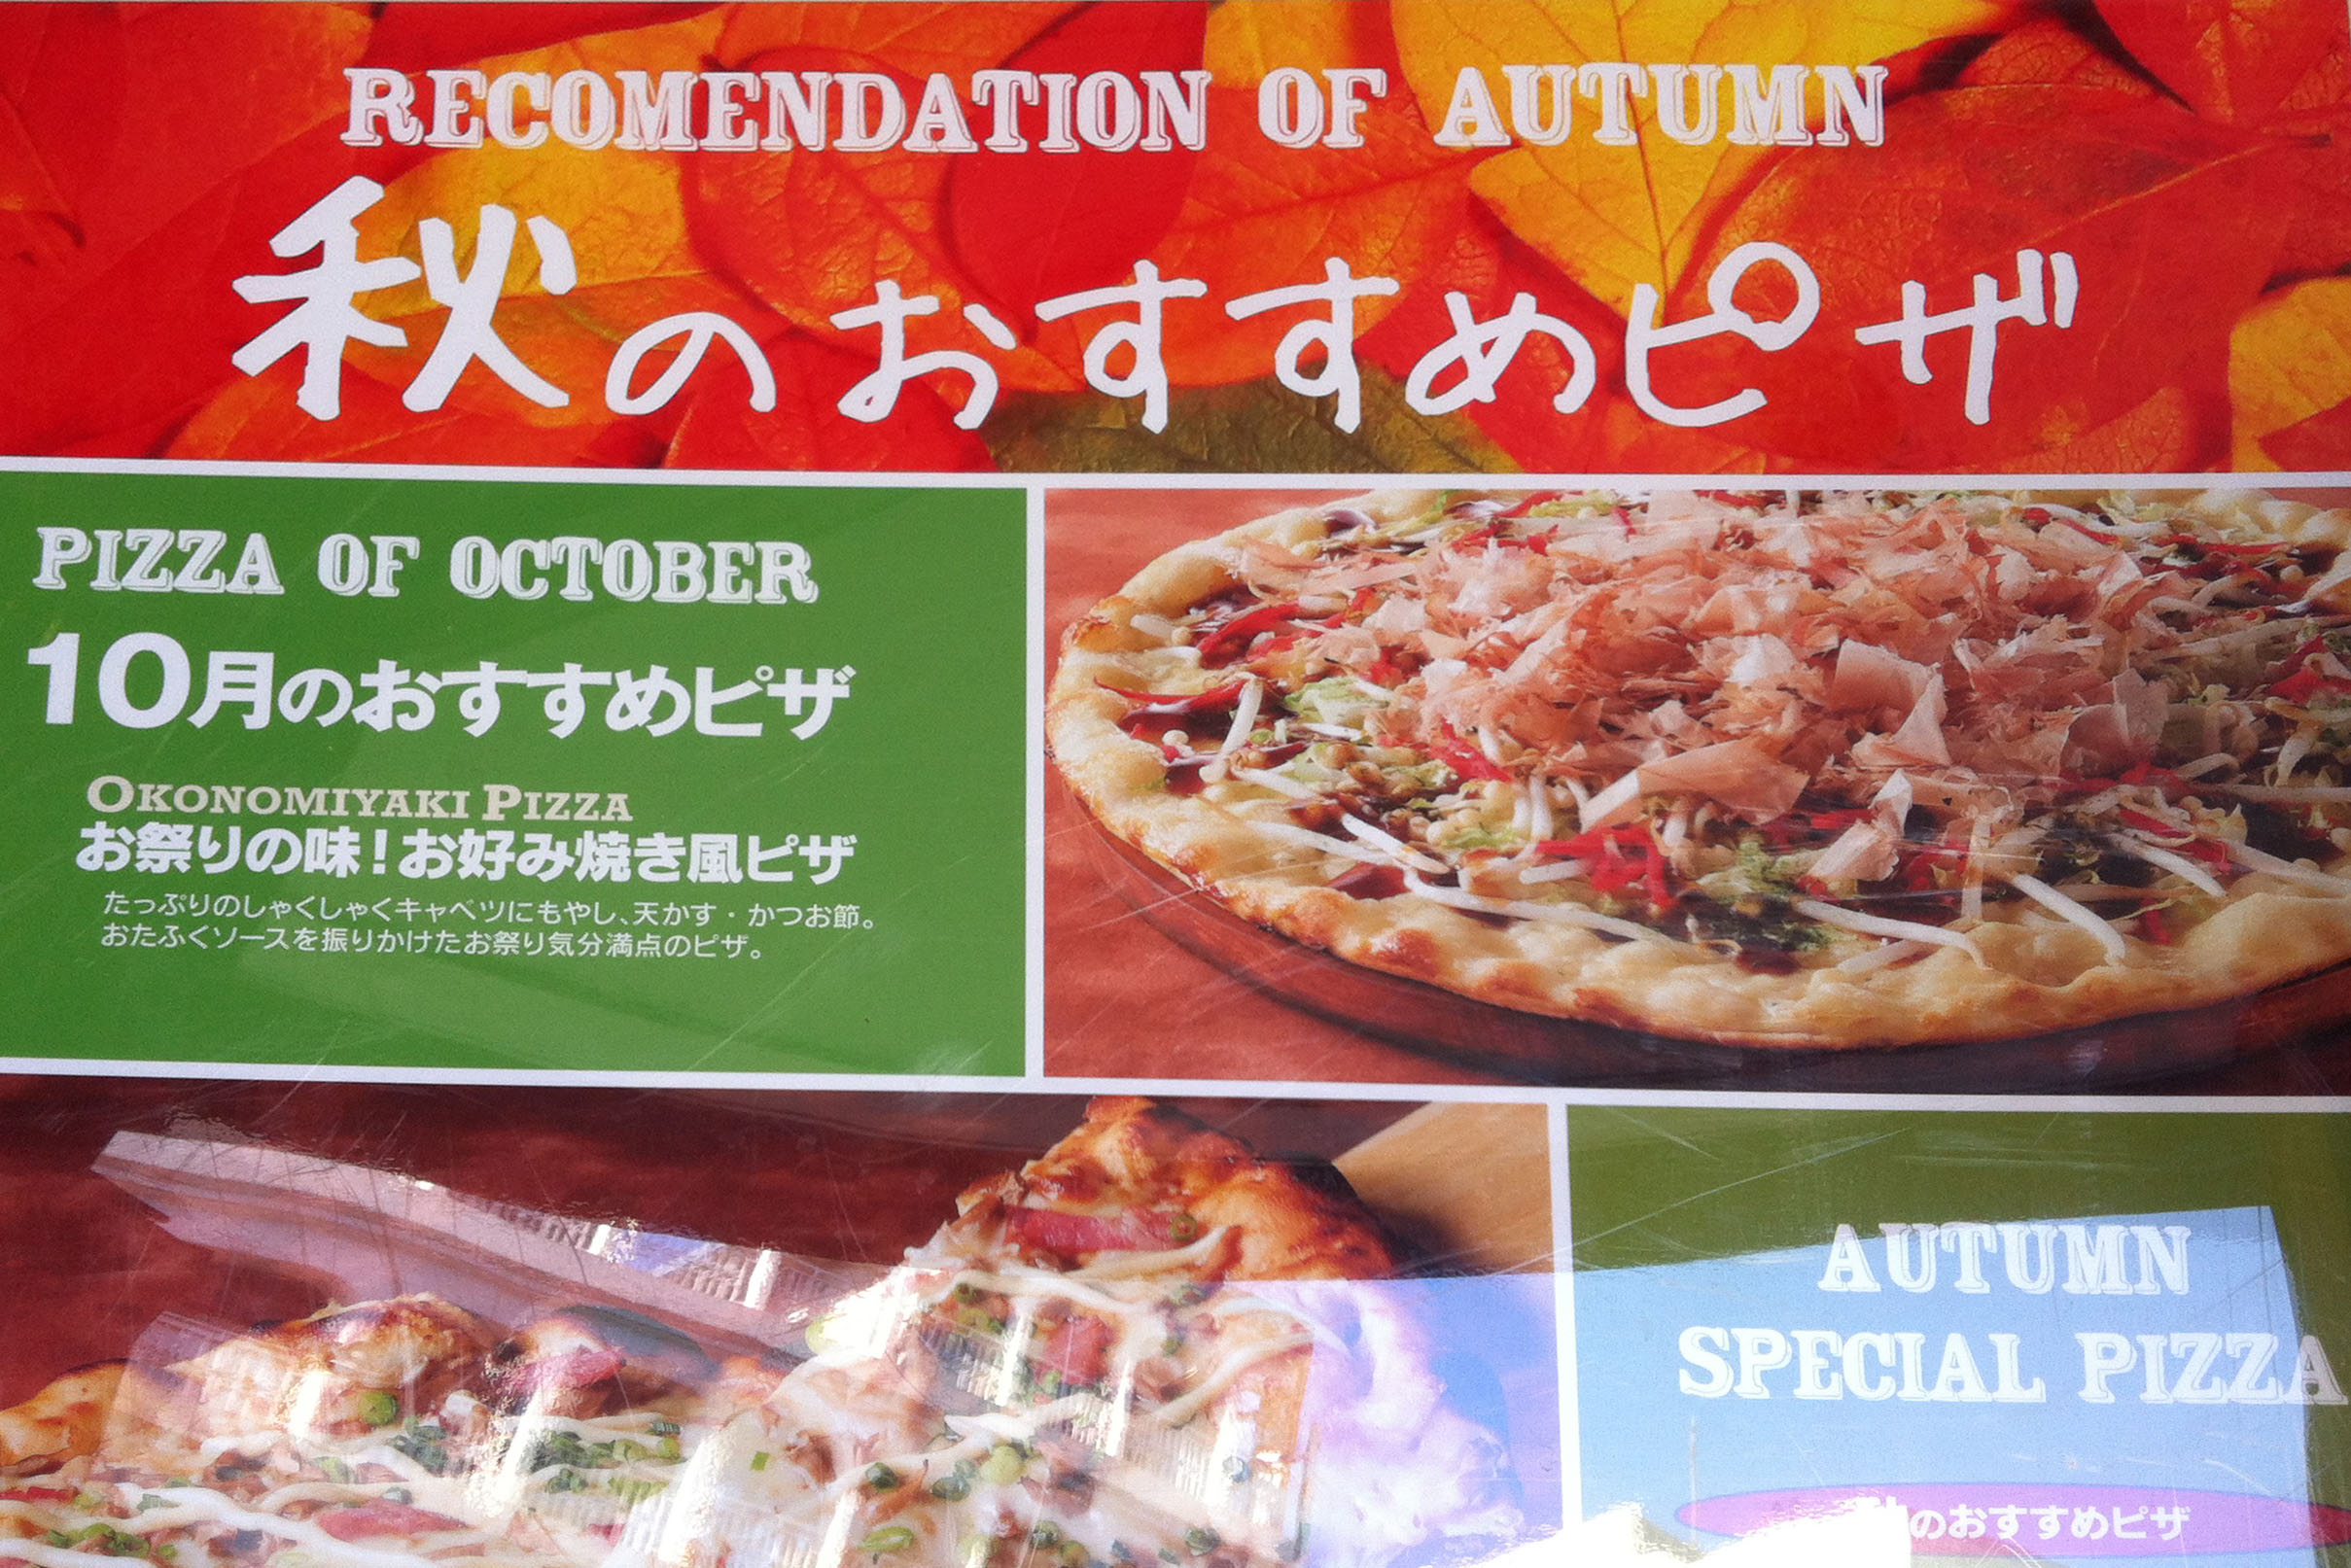 RECOMENDATION OF AUTUMN
秋のおすすめピザ
PIZZA OF OCTOBER
10月のおすすめピザ
OKONOMIYAKI PIZZA
お祭りの味!お好み焼き風ピザ
たっぷりのしゃくしゃくキャベツにもやし、天かす・かつお節。
おたふくソースを振りかけたお祭り気分満点のピザ。
AUTUMN
SPECIAL PIZZA
秋のおすすめピザ